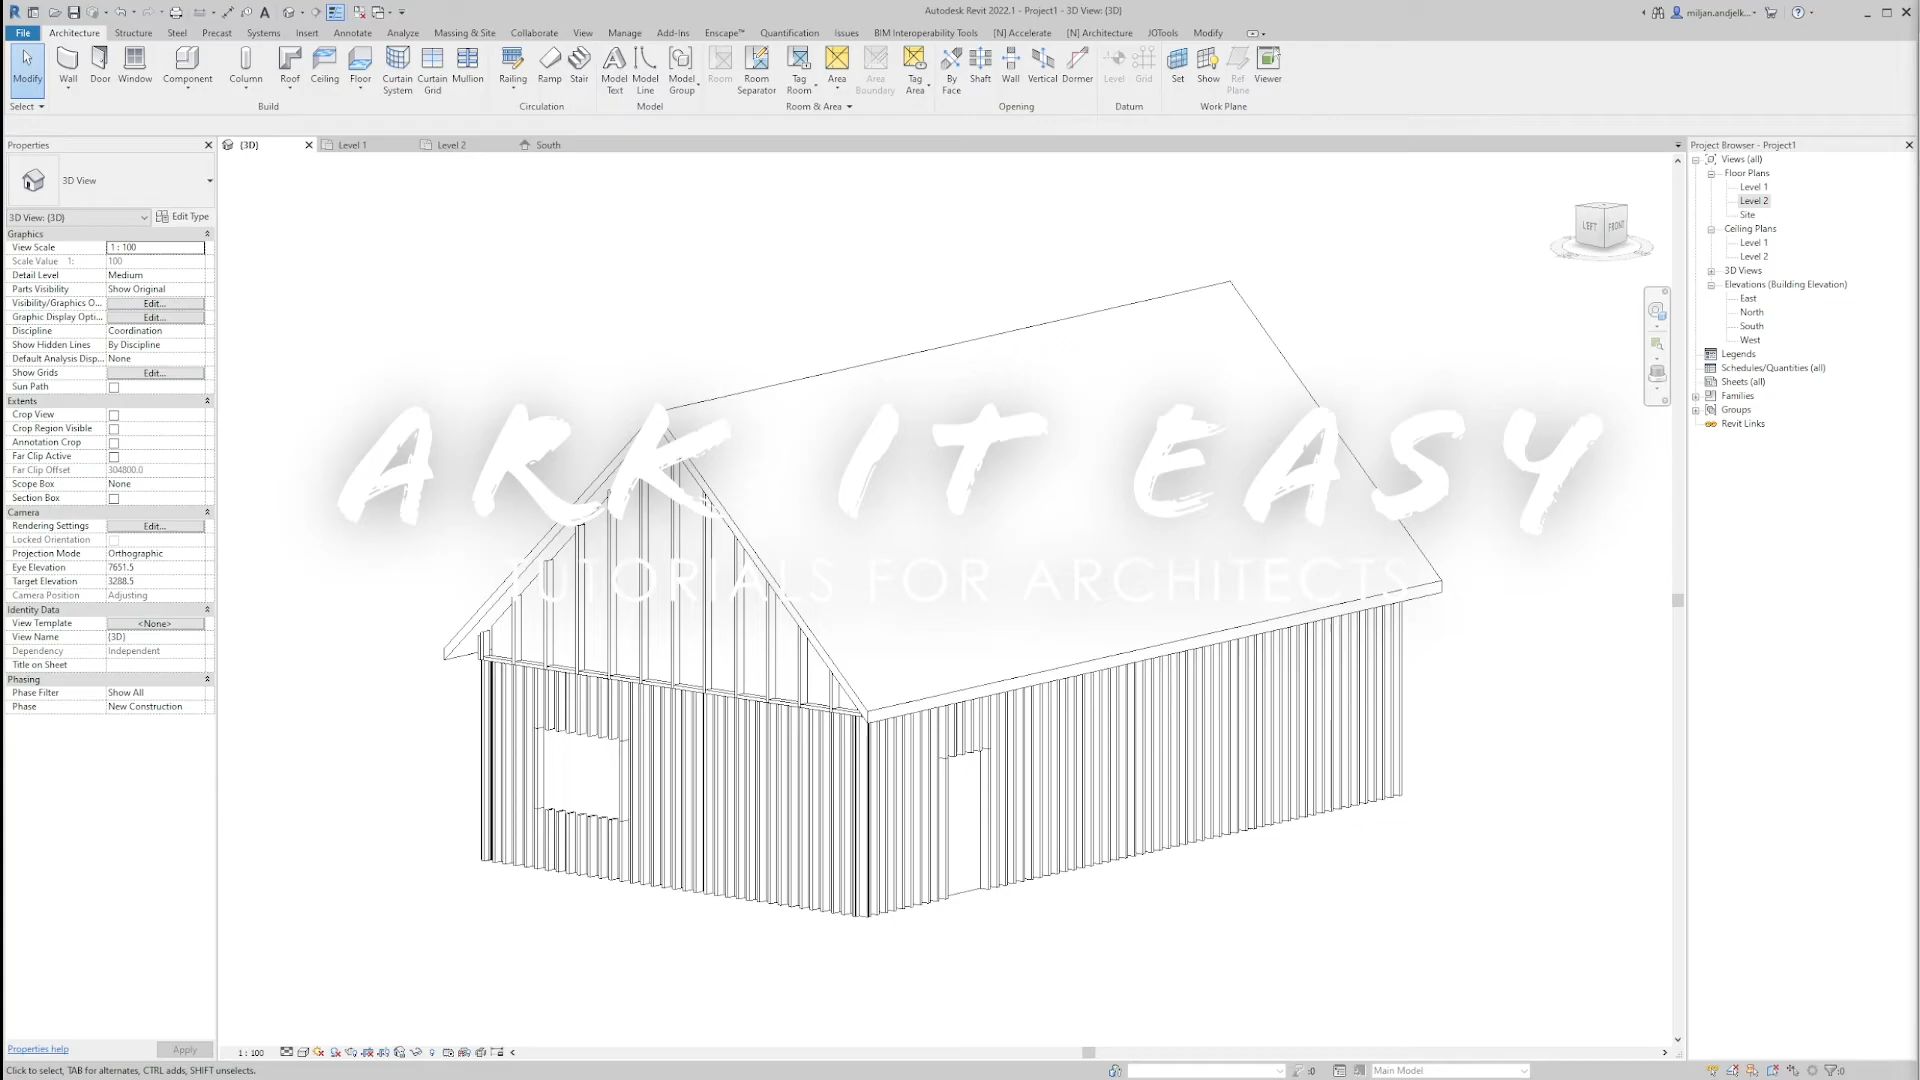 Autodesk Revit 2022.1 - Project1 - 3D View: {3D}
miljan.andjelk...
File Architecture Structure Steel Precast Systems Insert Annotate Analyze Massing & Site Collaborate View Manage Add-Ins Enscape™ Quantification Issues BIM Interoperability Tools [N] Accelerate [N] Architecture JOTools Modify
Modify Wall Door Window Component Column Roof Ceiling Floor Curtain System Curtain Grid Mullion Railing Ramp Stair Model Text Model Line Model Group Room Room Separator Tag Room Area Area Boundary Tag Area By Face Shaft Wall Vertical Dormer Level Grid Set Show Ref Plane Viewer
Select Build Circulation Model Room & Area Opening Datum Work Plane
Properties
{3D} Level 1 Level 2 South
Project Browser - Project1
3D View
3D View: {3D} Edit Type
Graphics
View Scale 1 : 100
Scale Value 1: 100
Detail Level Medium
Parts Visibility Show Original
Visibility/Graphics O... Edit...
Graphic Display Opti... Edit...
Discipline Coordination
Show Hidden Lines By Discipline
Default Analysis Disp... None
Show Grids Edit...
Sun Path
Extents
Crop View
Crop Region Visible
Annotation Crop
Far Clip Active
Far Clip Offset 304800.0
Scope Box None
Section Box
Camera
Rendering Settings Edit...
Locked Orientation
Projection Mode Orthographic
Eye Elevation 7651.5
Target Elevation 3288.5
Camera Position Adjusting
Identity Data
View Template <None>
View Name {3D}
Dependency Independent
Title on Sheet
Phasing
Phase Filter Show All
Phase New Construction
Properties help Apply
LEFT FRONT
ARK IT EASY
TUTORIALS FOR ARCHITECTS
Views (all)
Floor Plans
Level 1
Level 2
Site
Ceiling Plans
Level 1
Level 2
3D Views
Elevations (Building Elevation)
East
North
South
West
Legends
Schedules/Quantities (all)
Sheets (all)
Families
Groups
Revit Links
1 : 100
Click to select, TAB for alternates, CTRL adds, SHIFT unselects.
:0
Main Model
:0